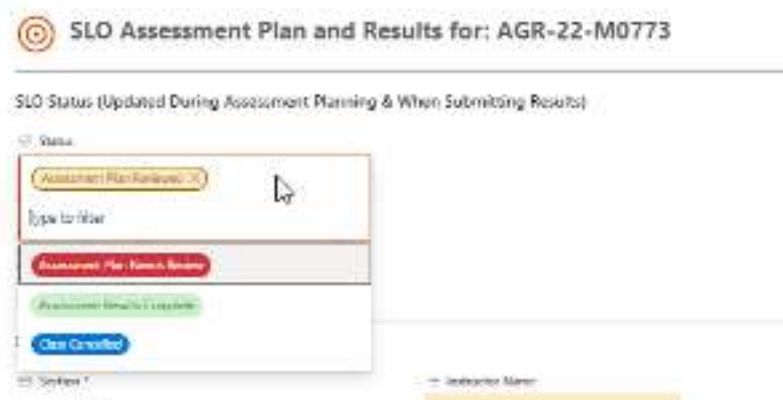 SLO Assessment Plan and Results for: AGR-22-M0773
SLO Status (Updated During Assessment Planning & When Submitting Results)
Status
Assessment Plan Reviewed
Type to filter
Assessment Plan Needs Review
Assessment Results Complete
Class Cancelled
Section *
Instructor Name